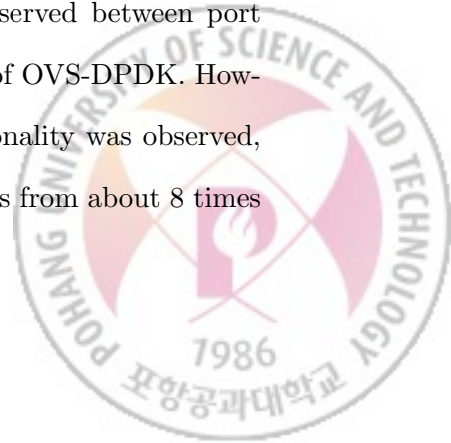 served between port
of OVS-DPDK. How-
onality was observed,
s from about 8 times
POHANG UNIVERSITY OF SCIENCE AND TECHNOLOGY
1986
포항공과대학교